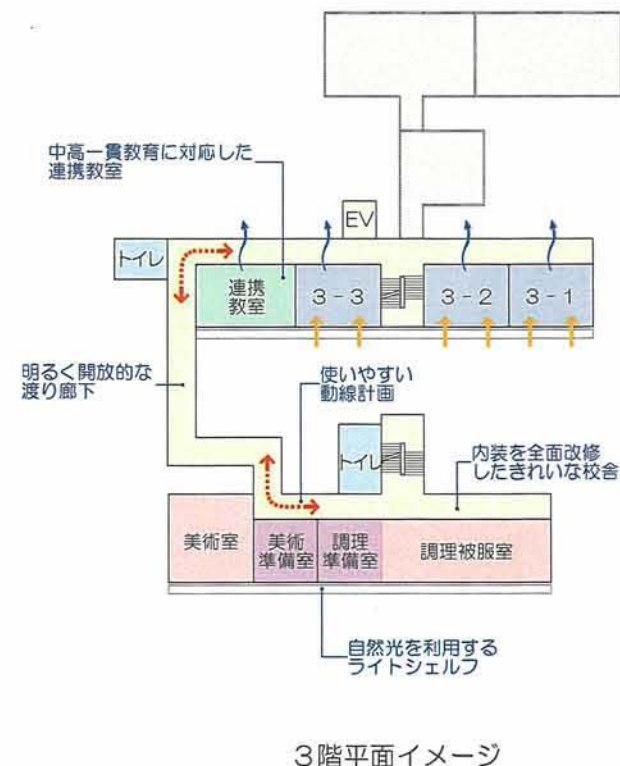 中高一貫教育に対応した
連携教室
EV
トイレ
連携
教室
3-3
3-2
3-1
明るく開放的な
渡り廊下
使いやすい
動線計画
トイレ
内装を全面改修
したきれいな校舎
美術室
美術
準備室
調理
準備室
調理被服室
自然光を利用する
ライトシェルフ
3階平面イメージ